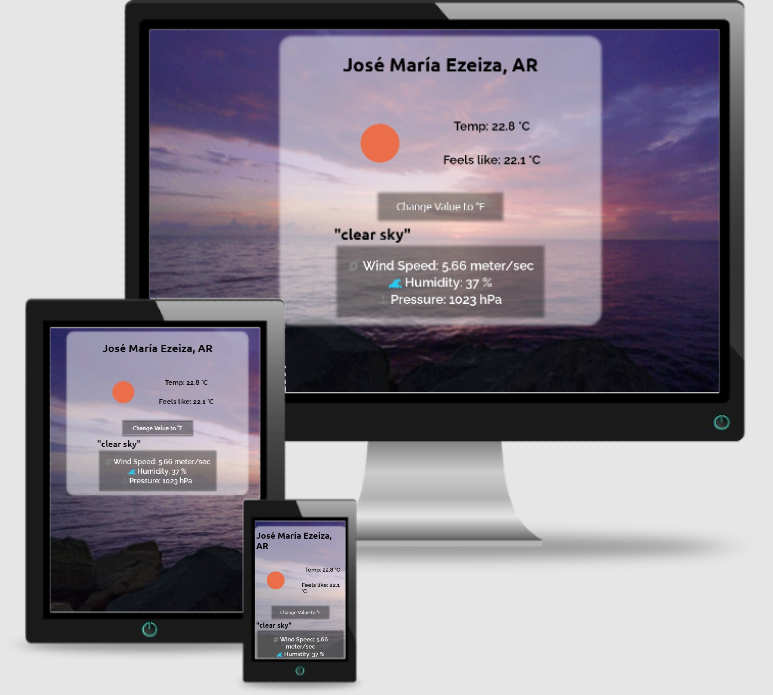 José María Ezeiza, AR
Temp: 22.8 °C
Feels like: 22.1 °C
Change Value to °F
"clear sky"
Wind Speed: 5.66 meter/sec
Humidity: 37 %
Pressure: 1023 hPa
José María Ezeiza, AR
Temp: 22.8 °C
Feels like: 22.1 °C
Change Value to °F
"clear sky"
Wind Speed: 5.66 meter/sec
Humidity: 37 %
Pressure: 1023 hPa
José María Ezeiza,
AR
Temp: 22.8 °C
Feels like: 22.1
°C
Change Value to °F
"clear sky"
Wind Speed: 5.66
meter/sec
Humidity: 37 %